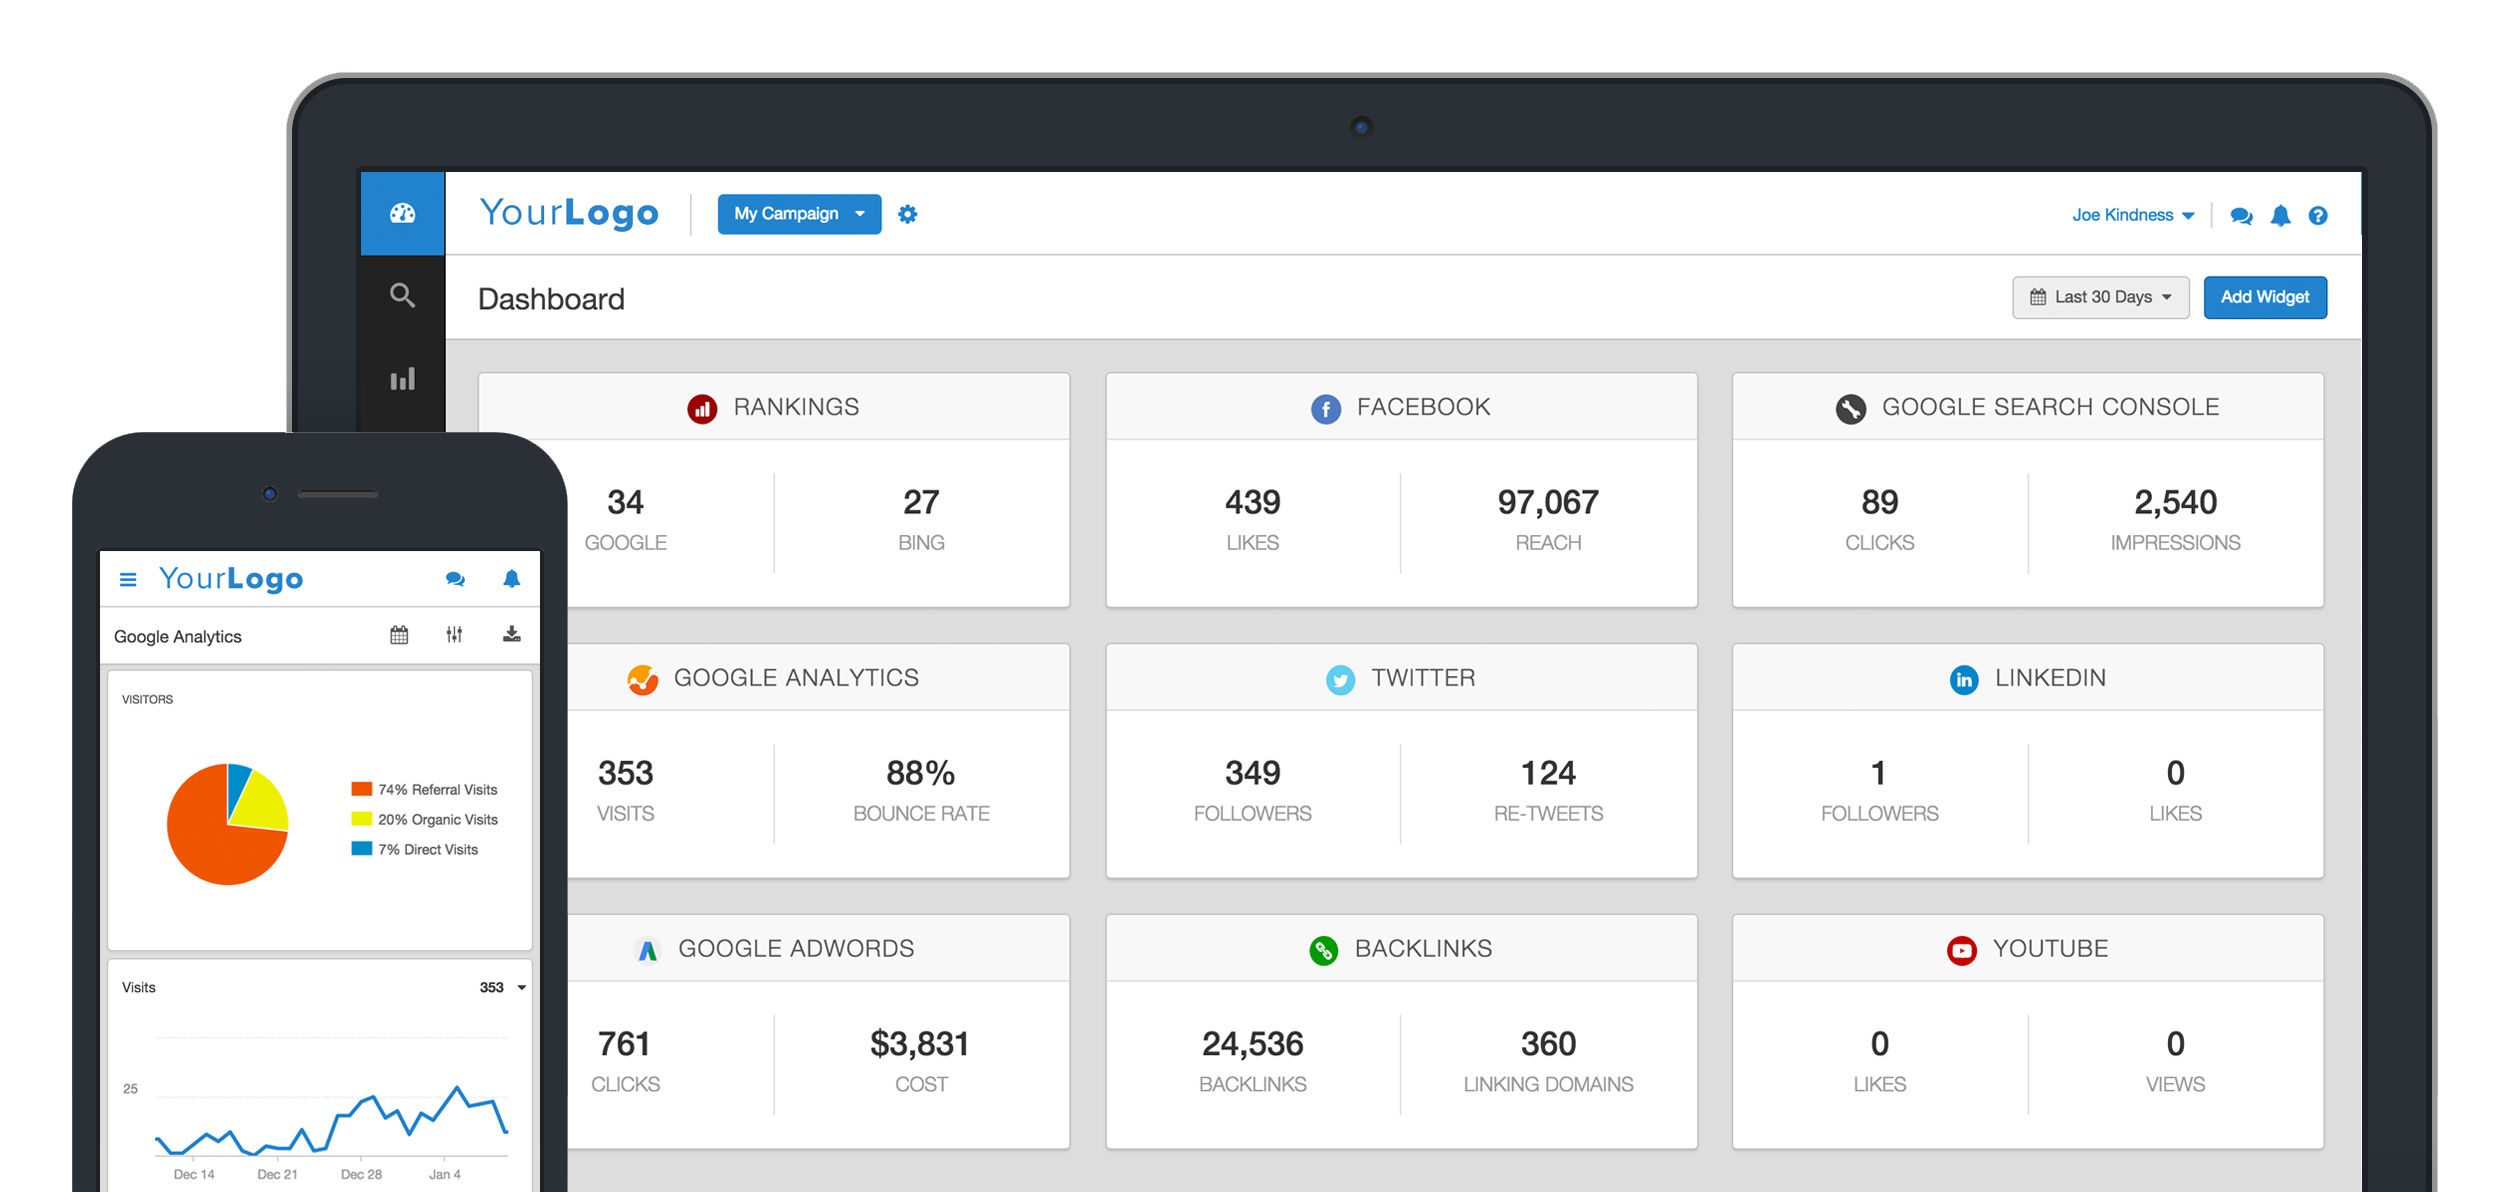 YourLogo
My Campaign
Joe Kindness
?
Dashboard
Last 30 Days
Add Widget
RANKINGS
34
GOOGLE
27
BING
f FACEBOOK
439
LIKES
97,067
REACH
GOOGLE SEARCH CONSOLE
89
CLICKS
2,540
IMPRESSIONS
GOOGLE ANALYTICS
353
VISITS
88%
BOUNCE RATE
TWITTER
349
FOLLOWERS
124
RE-TWEETS
in LINKEDIN
1
FOLLOWERS
0
LIKES
GOOGLE ADWORDS
761
CLICKS
$3,831
COST
BACKLINKS
24,536
BACKLINKS
360
LINKING DOMAINS
YOUTUBE
0
LIKES
0
VIEWS
YourLogo
Google Analytics
VISITORS
74% Referral Visits
20% Organic Visits
7% Direct Visits
Visits
353
25
Dec 14 Dec 21 Dec 28 Jan 4